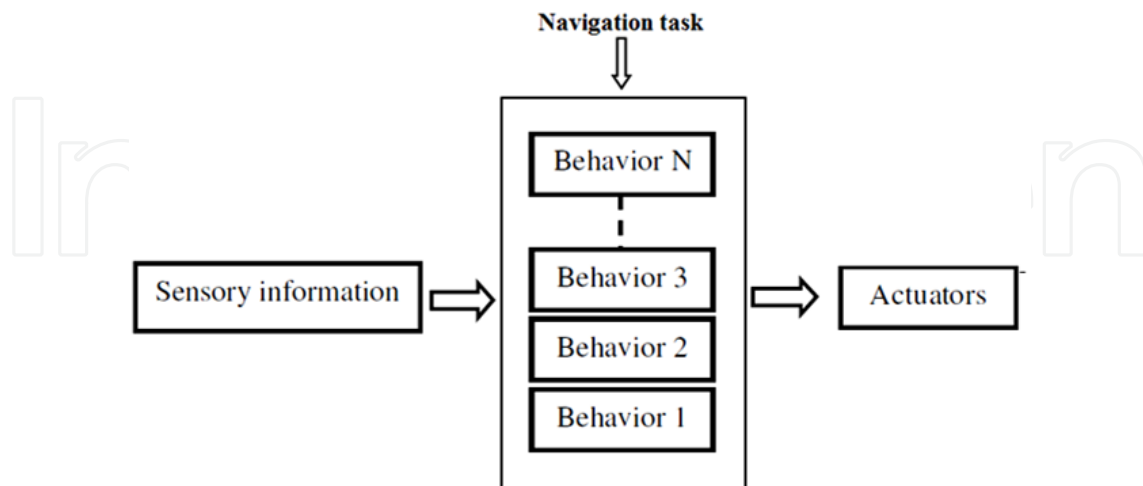 Navigation task
Behavior N
Sensory information
Behavior 3
Actuators
Behavior 2
Behavior 1